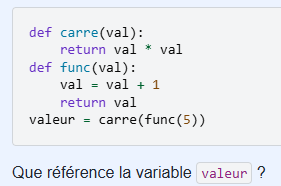 def carre(val):
    return val * val
def func(val):
    val = val + 1
    return val
valeur = carre(func(5))
Que référence la variable valeur ?